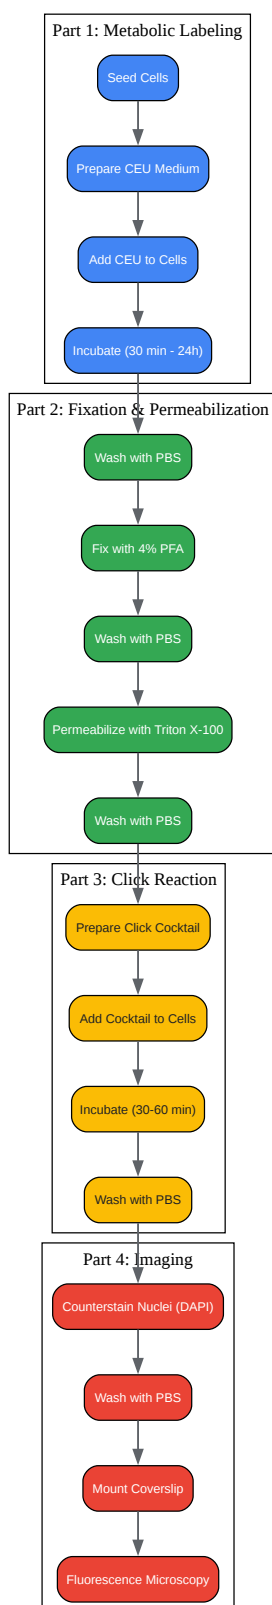 Part 1: Metabolic Labeling
Seed Cells
Prepare CEU Medium
Add CEU to Cells
Incubate (30 min - 24h)
Part 2: Fixation & Permeabilization
Wash with PBS
Fix with 4% PFA
Wash with PBS
Permeabilize with Triton X-100
Wash with PBS
Part 3: Click Reaction
Prepare Click Cocktail
Add Cocktail to Cells
Incubate (30-60 min)
Wash with PBS
Part 4: Imaging
Counterstain Nuclei (DAPI)
Wash with PBS
Mount Coverslip
Fluorescence Microscopy